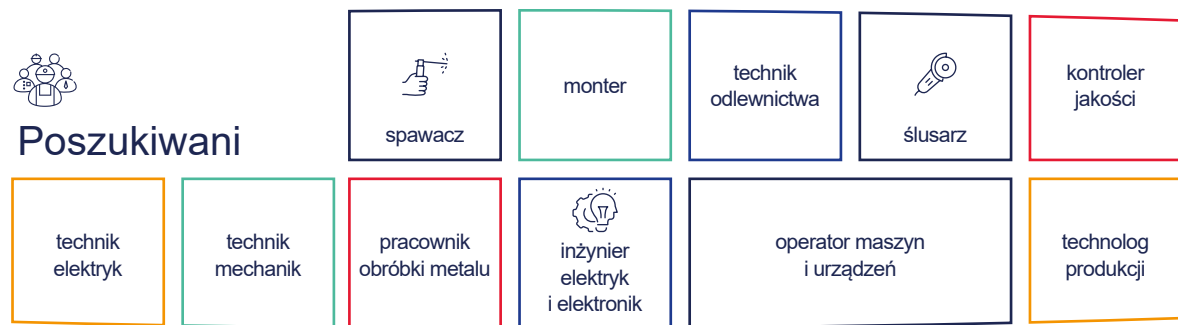 Poszukiwani
spawacz
monter
technik
odlewnictwa
ślusarz
kontroler
jakości
technik
elektryk
technik
mechanik
pracownik
obróbki metalu
inżynier
elektryk
i elektronik
operator maszyn
i urządzeń
technolog
produkcji